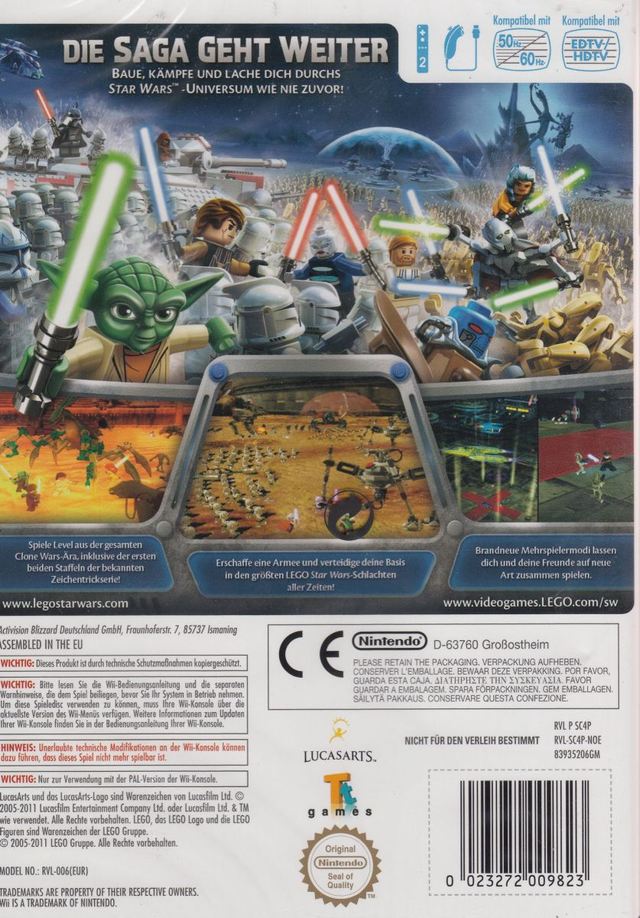 Kompatibel mit
Kompatibel mit
50Hz
60Hz
EDTV/
HDTV
2
DIE SAGA GEHT WEITER
BAUE, KÄMPFE UND LACHE DICH DURCHS
STAR WARS™ -UNIVERSUM WIE NIE ZUVOR!
Spiele Level aus der gesamten
Clone Wars-Ära, inklusive der ersten
beiden Staffeln der bekannten
Zeichentrickserie!
Erschaffe eine Armee und verteidige deine Basis
in den größten LEGO Star Wars-Schlachten
aller Zeiten!
Brandneue Mehrspielermodi lassen
dich und deine Freunde auf neue
Art zusammen spielen.
www.legostarwars.com
www.videogames.LEGO.com/sw
Activision Blizzard Deutschland GmbH, Fraunhoferstr. 7, 85737 Ismaning
ASSEMBLED IN THE EU
WICHTIG: Dieses Produkt ist durch technische Schutzmaßnahmen kopiergeschützt.
WICHTIG: Bitte lesen Sie die Wii-Bedienungsanleitung und die separaten
Warnhinweise, die dem Spiel beiliegen, bevor Sie Ihr System in Betrieb nehmen.
Um diese Spieledisc verwenden zu können, muss Ihre Wii-Konsole über die
aktuellste Version des Wii-Menüs verfügen. Weitere Informationen zum Updaten
Ihrer Wii-Konsole finden Sie in der Bedienungsanleitung Ihrer Wii-Konsole.
HINWEIS: Unerlaubte technische Modifikationen an der Wii-Konsole können
dazu führen, dass dieses Spiel nicht mehr spielbar ist.
WICHTIG: Nur zur Verwendung mit der PAL-Version der Wii-Konsole.
LucasArts und das LucasArts-Logo sind Warenzeichen von Lucasfilm Ltd. ©
2005-2011 Lucasfilm Entertainment Company Ltd. oder Lucasfilm Ltd. & TM
wie verwendet. Alle Rechte vorbehalten. LEGO, das LEGO Logo und die LEGO
Figuren sind Warenzeichen der LEGO Gruppe.
© 2005-2011 LEGO Gruppe. Alle Rechte vorbehalten.
MODEL NO.: RVL-006(EUR)
TRADEMARKS ARE PROPERTY OF THEIR RESPECTIVE OWNERS.
Wii IS A TRADEMARK OF NINTENDO.
CE
Nintendo® D-63760 Großostheim
PLEASE RETAIN THE PACKAGING. VERPACKUNG AUFHEBEN.
CONSERVER L'EMBALLAGE. BEWAAR DEZE VERPAKKING. POR FAVOR,
GUARDA ESTA CAJA. ΔΙΑΤΗΡΗΣΤΕ ΤΗΝ ΣΥΣΚΕΥΑΣΙΑ. FAVOR
GUARDAR A EMBALAGEM. SPARA FÖRPACKNINGEN. GEM EMBALLAGEN.
SÄILYTÄ PAKKAUS. CONSERVARE QUESTA CONFEZIONE.
LUCASARTS™
NICHT FÜR DEN VERLEIH BESTIMMT
RVL P SC4P
RVL-SC4P-NOE
83935206GM
Tt
games
Original
Nintendo
Seal of
Quality
TM
0 023272 009823